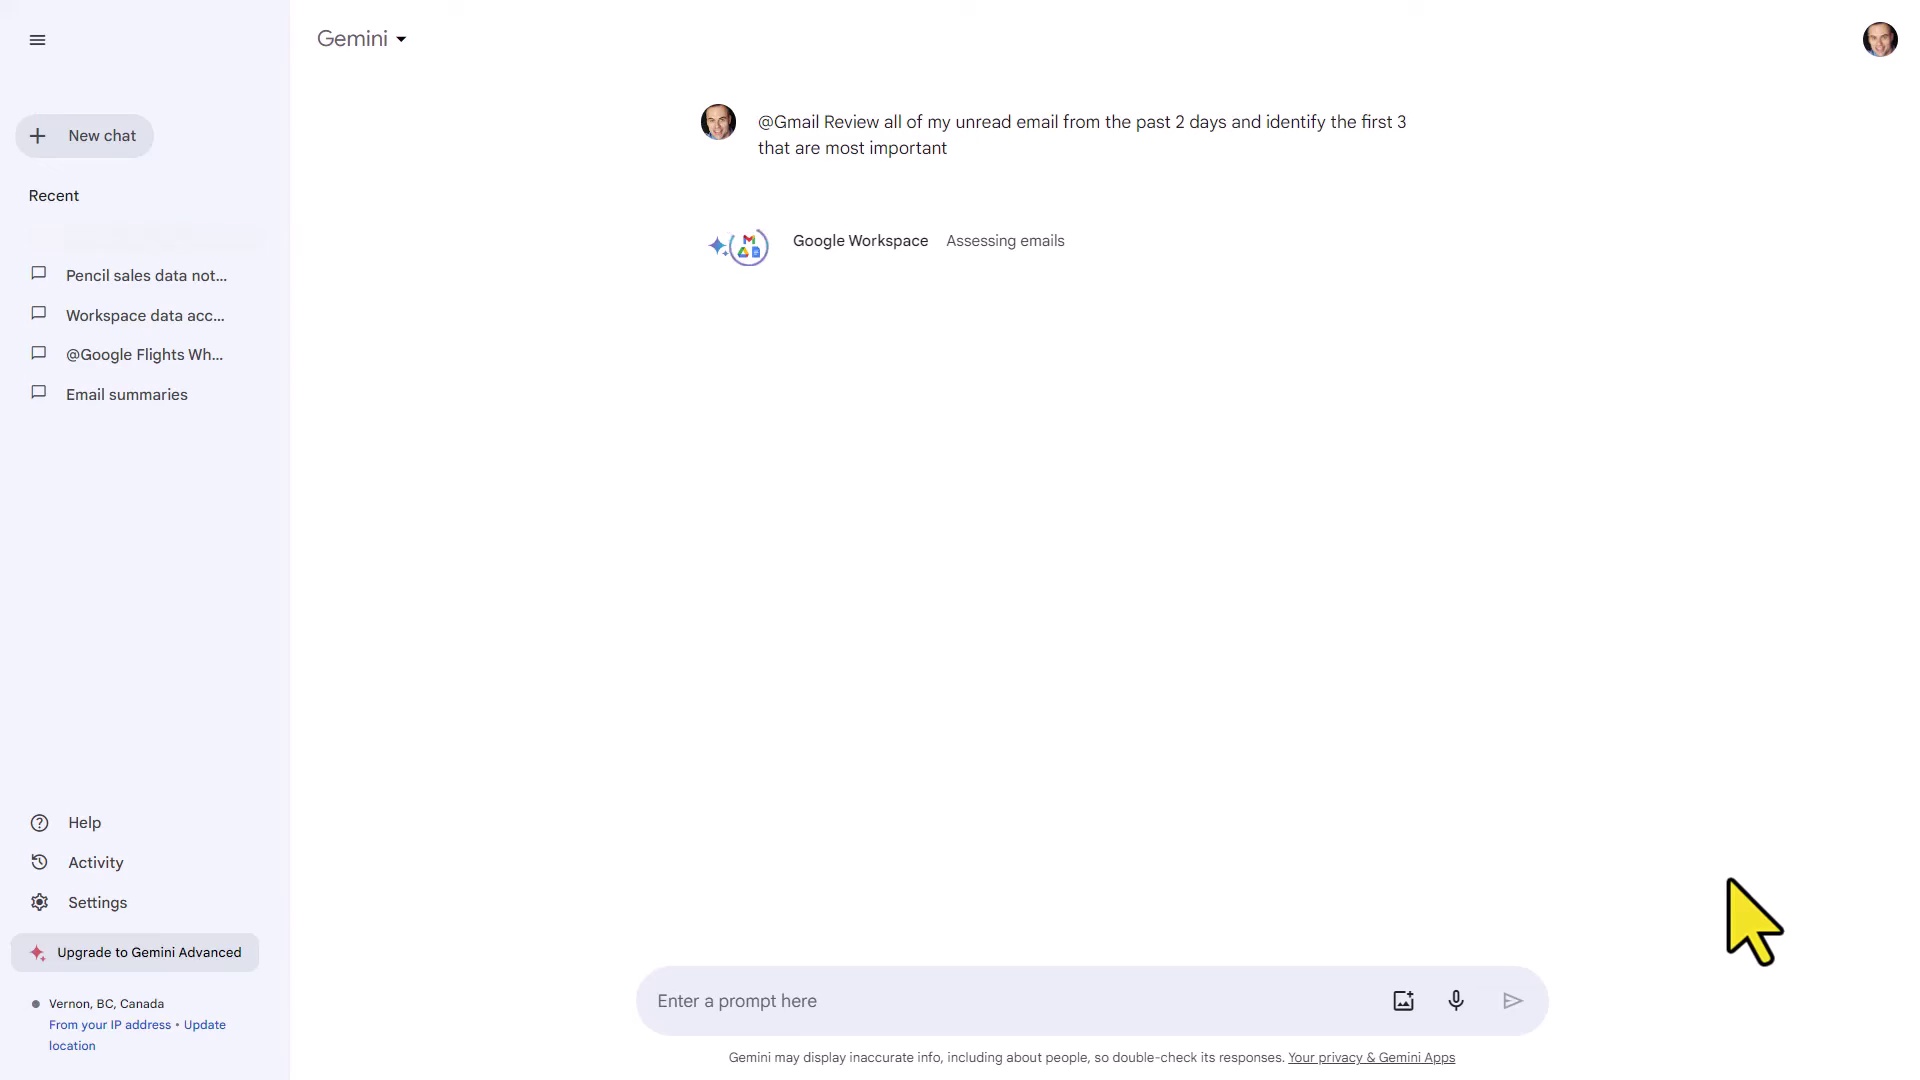 Gemini
New chat
Recent
Pencil sales data not...
Workspace data acc...
@Google Flights Wh...
Email summaries
Help
Activity
Settings
Upgrade to Gemini Advanced
Vernon, BC, Canada
From your IP address • Update
location
@Gmail Review all of my unread email from the past 2 days and identify the first 3
that are most important
Google Workspace Assessing emails
Enter a prompt here
Gemini may display inaccurate info, including about people, so double-check its responses. Your privacy & Gemini Apps